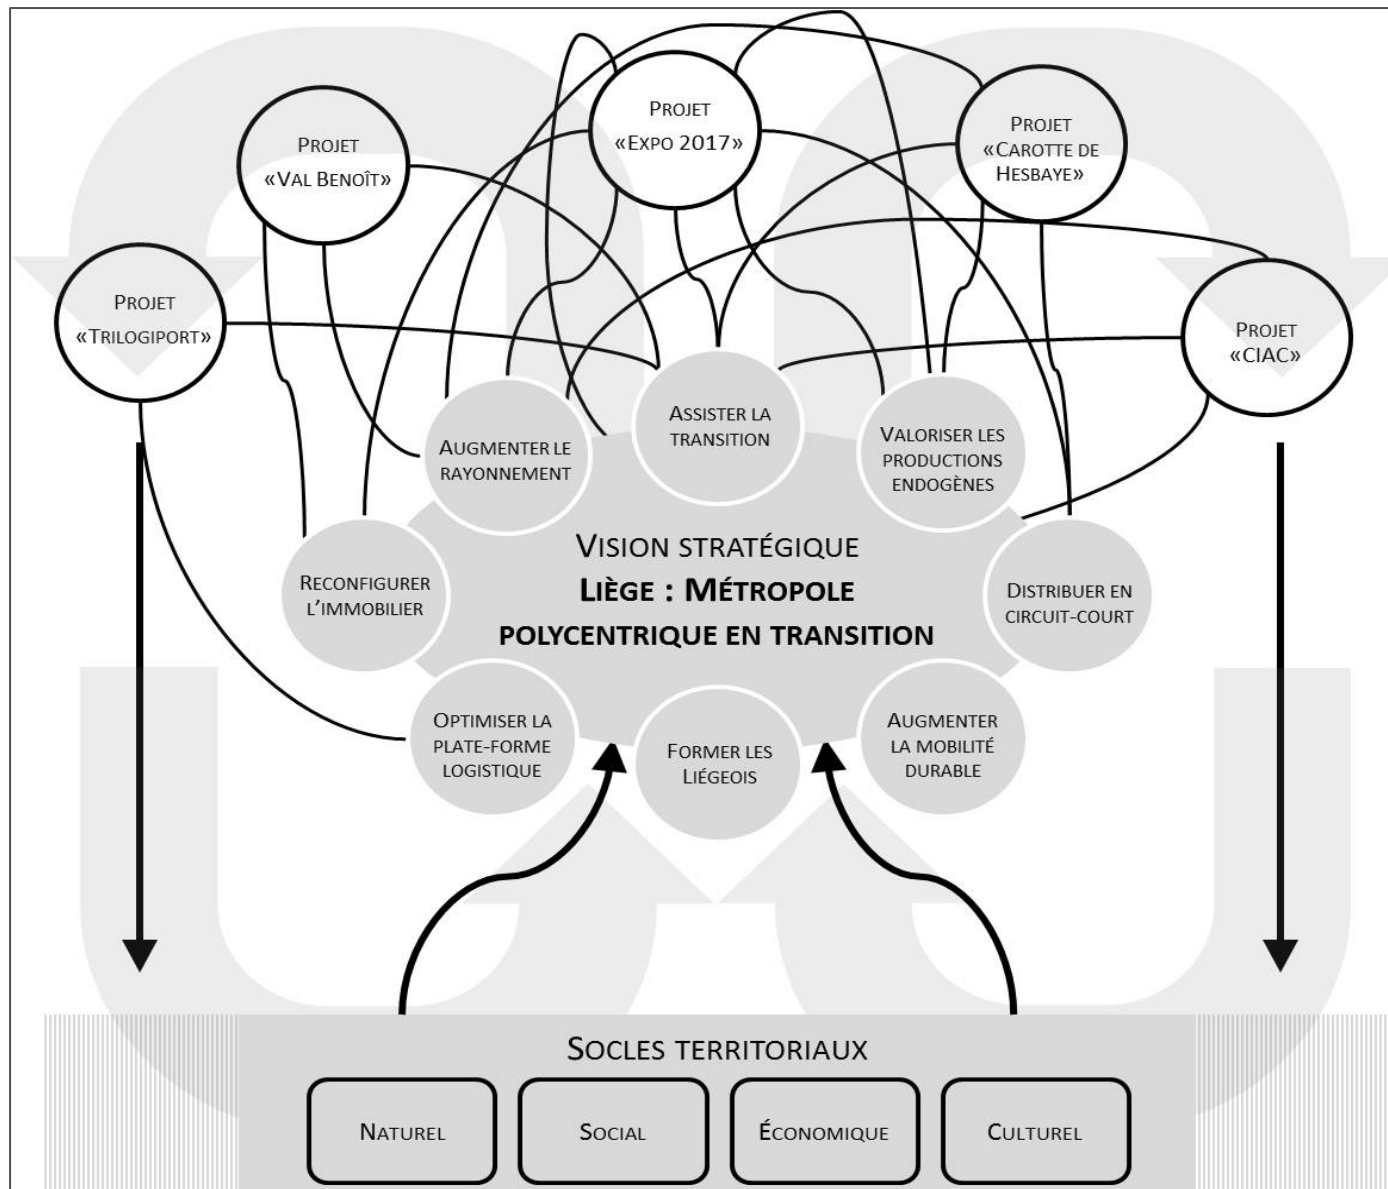 Projet
«Expo 2017»
Projet
«Val Benoît»
Projet
«Carotte de
Hesbaye»
Projet
«Trilogiport»
Projet
«CIAC»
Assister la
transition
Augmenter le
rayonnement
Valoriser les
productions
endogènes
Vision stratégique
Liège : Métropole
polycentrique en transition
Reconfigurer
l'immobilier
Distribuer en
circuit-court
Optimiser la
plate-forme
logistique
Former les
Liégeois
Augmenter
la mobilité
durable
Socles territoriaux
Naturel
Social
Économique
Culturel